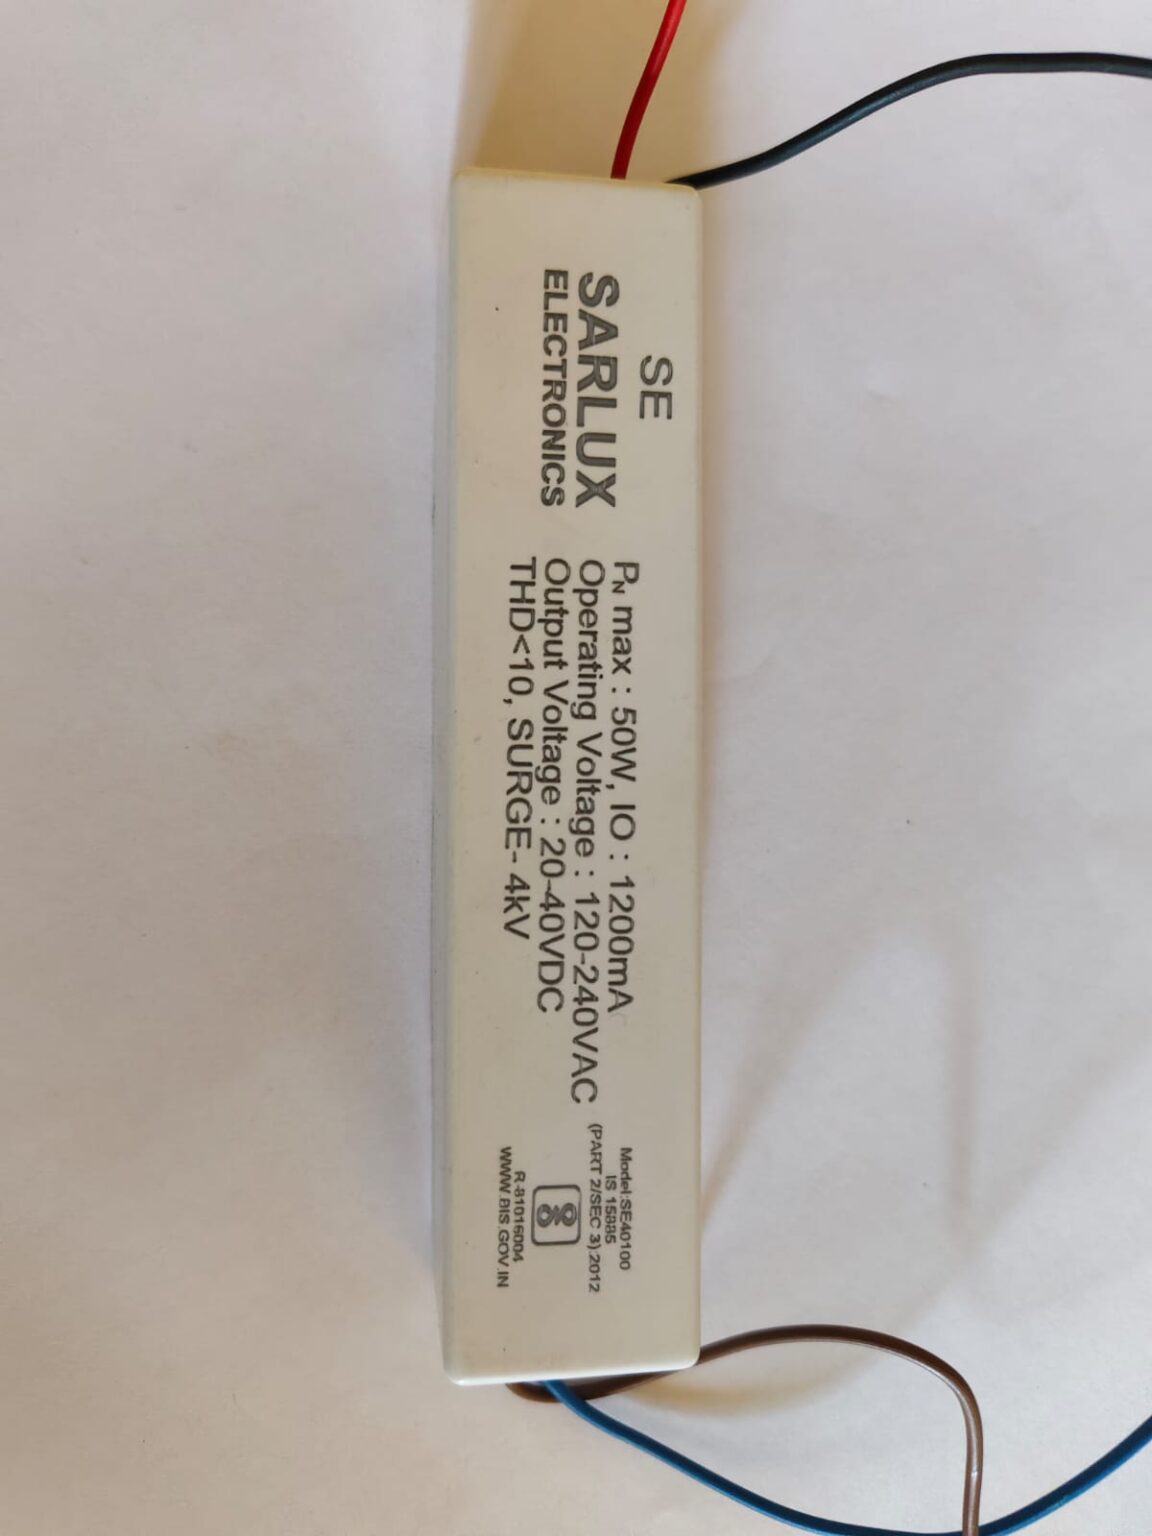 SE
SARLUX
ELECTRONICS
PN max : 50W, IO : 1200mA
Operating Voltage : 120-240VAC
Output Voltage : 20-40VDC
THD<10, SURGE- 4kV
Model:SE40100
IS 15885
(PART 2/SEC 3):2012
R-81016004
WWW.BIS.GOV.IN